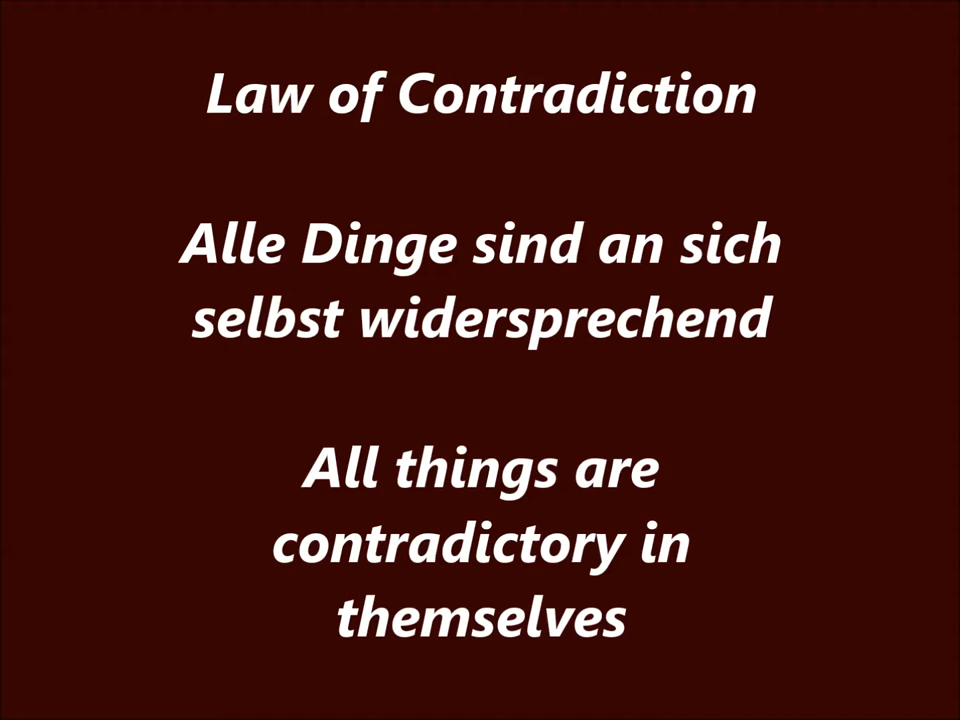 Law of Contradiction
Alle Dinge sind an sich
selbst widersprechend
All things are
contradictory in
themselves